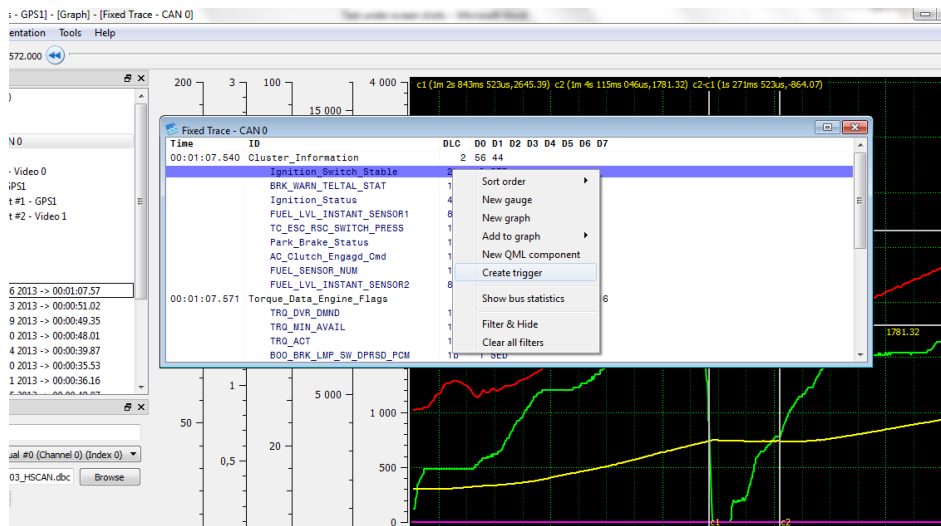 s - GPS1] - [Graph] - [Fixed Trace - CAN 0]
entation Tools Help
572.000
)
N 0
- Video 0
GPS1
t #1 - GPS1
t #2 - Video 1
6 2013 -> 00:01:07.57
3 2013 -> 00:00:51.02
9 2013 -> 00:00:49.35
0 2013 -> 00:00:48.01
4 2013 -> 00:00:39.87
0 2013 -> 00:00:35.53
1 2013 -> 00:00:36.16
ual #0 (Channel 0) (Index 0)
03_HSCAN.dbc Browse
200 3 100 4 000
15 000
c1 (1m 2s 843ms 523us,2645.39) c2 (1m 4s 115ms 046us,1781.32) c2-c1 (1s 271ms 523us,-864.07)
Fixed Trace - CAN 0
Time ID DLC D0 D1 D2 D3 D4 D5 D6 D7
00:01:07.540 Cluster_Information 2 56 44
Ignition_Switch_Stable
BRK_WARN_TELTAL_STAT
Ignition_Status
FUEL_LVL_INSTANT_SENSOR1
TC_ESC_RSC_SWITCH_PRESS
Park_Brake_Status
AC_Clutch_Engagd_Cmd
FUEL_SENSOR_NUM
FUEL_LVL_INSTANT_SENSOR2
00:01:07.571 Torque_Data_Engine_Flags
TRQ_DVR_DMND
TRQ_MIN_AVAIL
TRQ_ACT
BOO_BRK_LMP_SW_DPRSD_PCM
Sort order
New gauge
New graph
Add to graph
New QML component
Create trigger
Show bus statistics
Filter & Hide
Clear all filters
1781.32
1
5 000
1 000
50
20
0,5
500
0
c1 c2